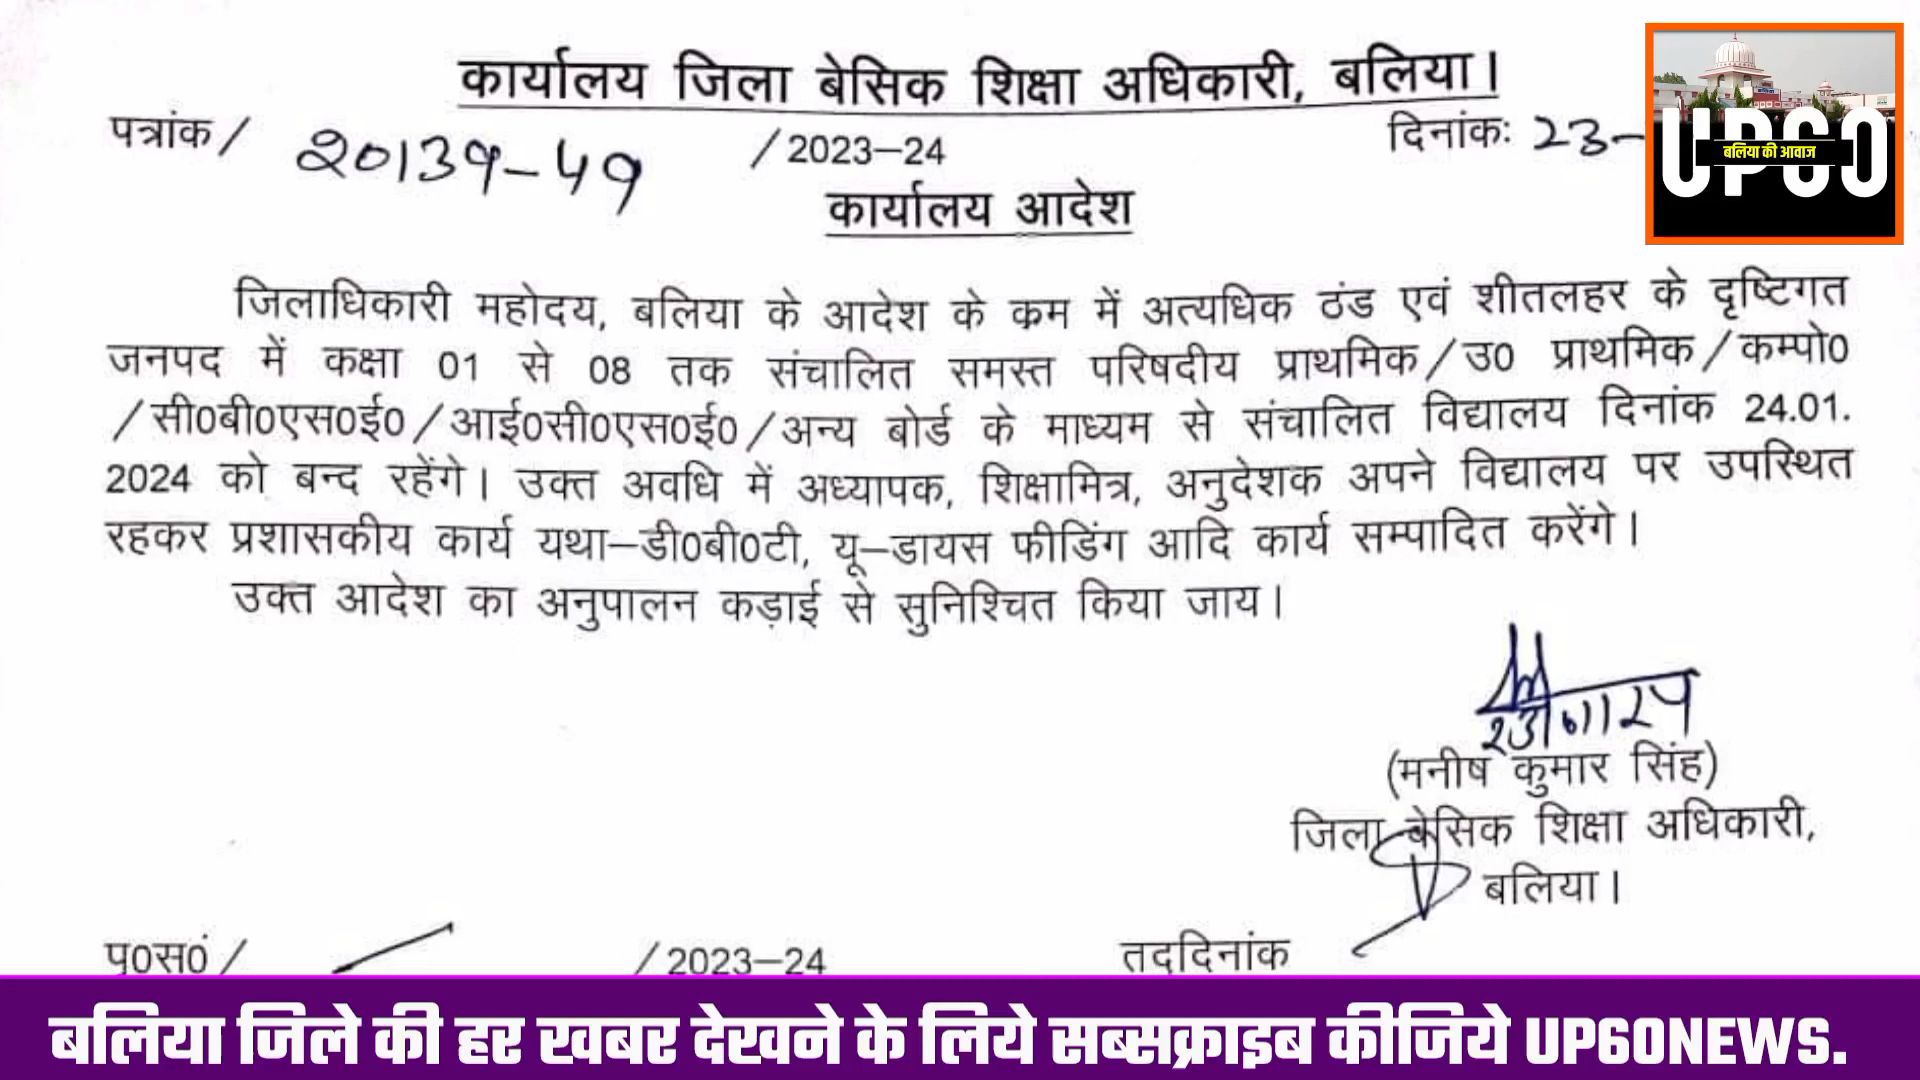 कार्यालय जिला बेसिक शिक्षा अधिकारी, बलिया।
पत्रांक / 20139-49 /2023–24 दिनांकः 23-
UP60
बलिया की आवाज
कार्यालय आदेश
जिलाधिकारी महोदय, बलिया के आदेश के कम में अत्यधिक ठंड एवं शीतलहर के दृष्टिगत
जनपद में कक्षा 01 से 08 तक संचालित समस्त परिषदीय प्राथमिक/उ0 प्राथमिक/कम्पो0
/सी0बी0एस0ई0/आई0सी0एस0ई0/अन्य बोर्ड के माध्यम से संचालित विद्यालय दिनांक 24.01.
2024 को बन्द रहेंगे। उक्त अवधि में अध्यापक, शिक्षामित्र, अनुदेशक अपने विद्यालय पर उपस्थित
रहकर प्रशासकीय कार्य यथा–डी0बी0टी, यू–डायस फीडिंग आदि कार्य सम्पादित करेंगे।
उक्त आदेश का अनुपालन कड़ाई से सुनिश्चित किया जाय।
(मनीष कुमार सिंह)
जिला बेसिक शिक्षा अधिकारी,
बलिया।
पृ0सं0 / /2023–24 तददिनांक
बलिया जिले की हर खबर देखने के लिये सब्सक्राइब कीजिये UP60NEWS.